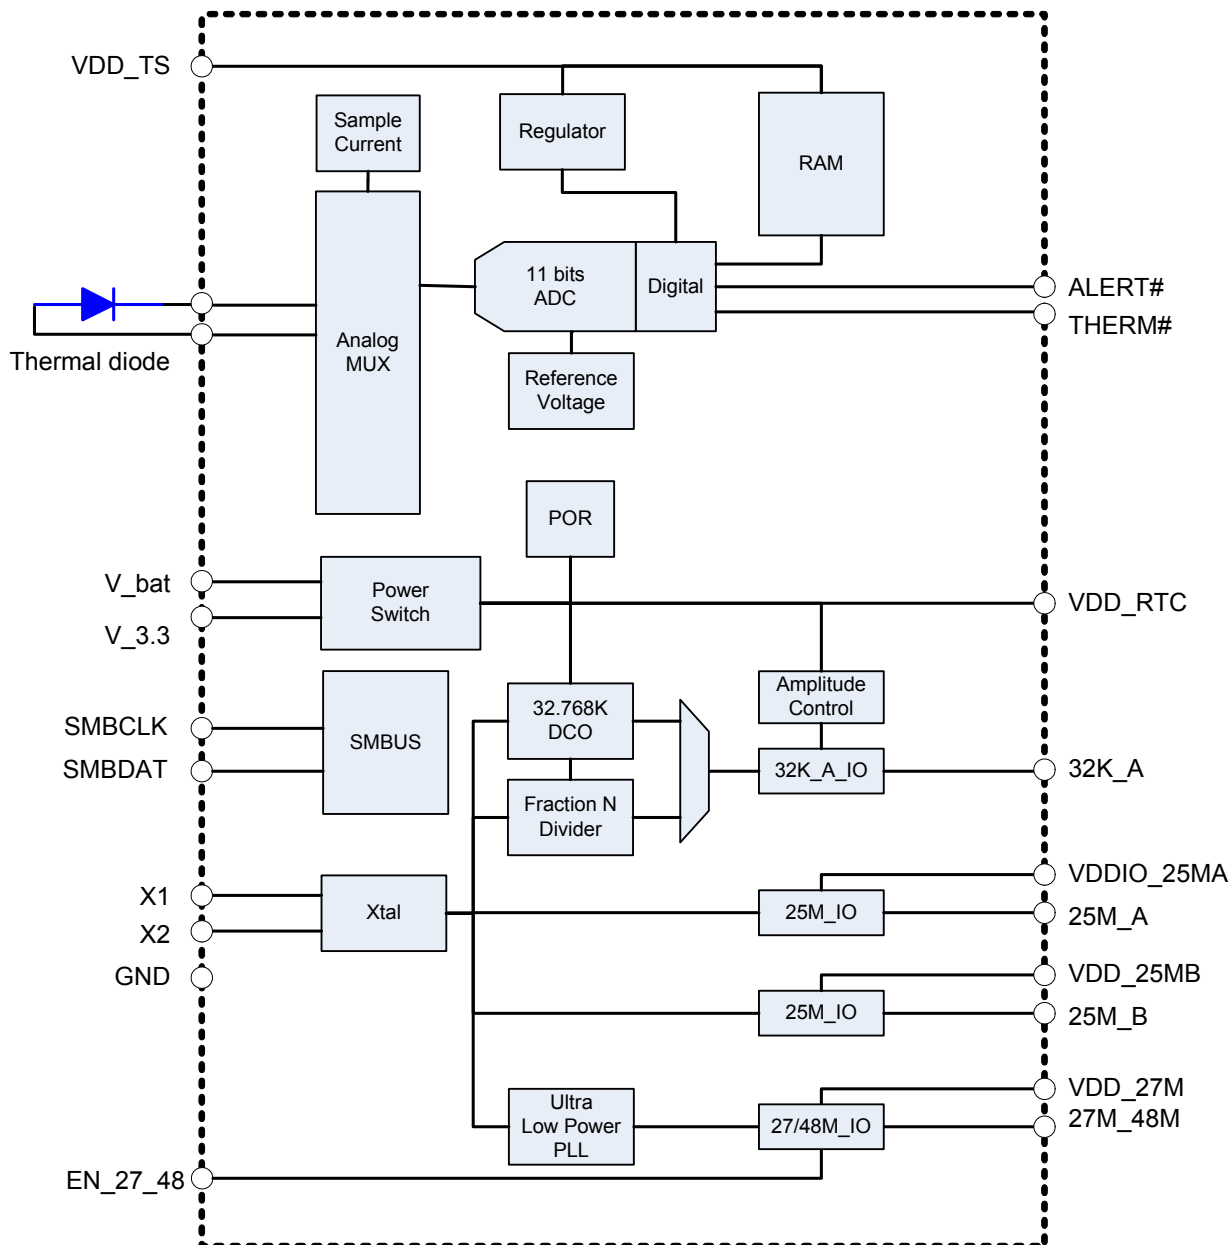 VDD_TS
Sample
Current
Regulator
RAM
11 bits
ADC
Digital
ALERT#
THERM#
Thermal diode
Analog
MUX
Reference
Voltage
POR
V_bat
V_3.3
Power
Switch
VDD_RTC
SMBCLK
SMBDAT
SMBUS
32.768K
DCO
Amplitude
Control
Fraction N
Divider
32K_A_IO
32K_A
X1
X2
Xtal
GND
25M_IO
VDDIO_25MA
25M_A
25M_IO
VDD_25MB
25M_B
Ultra
Low Power
PLL
27/48M_IO
VDD_27M
27M_48M
EN_27_48